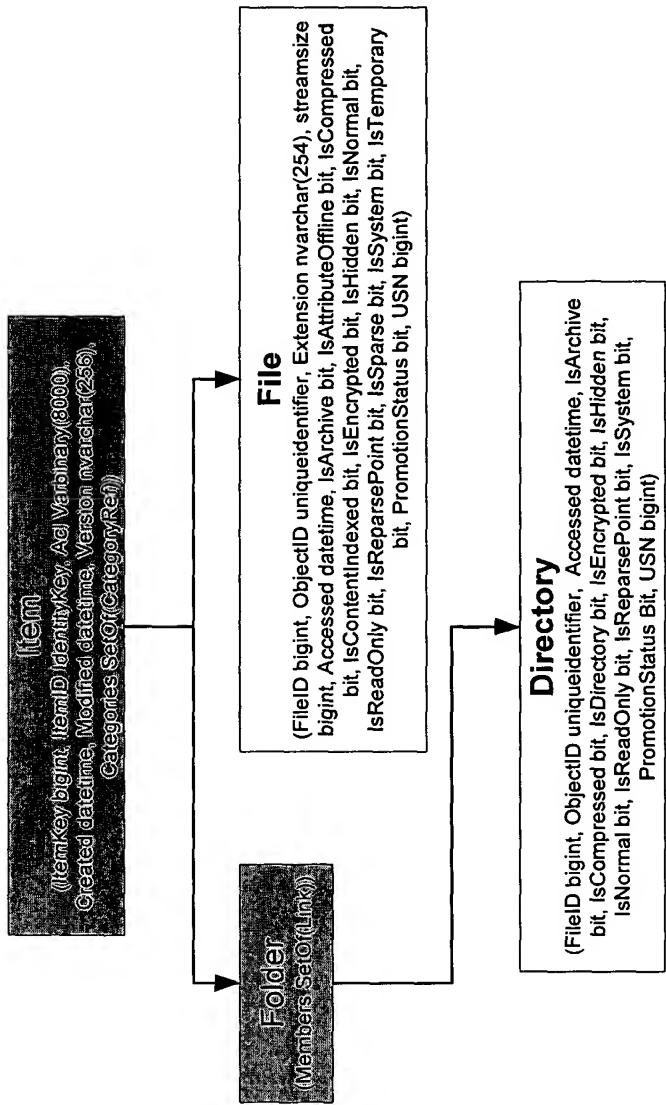 Item
(ItemKey bigint, ItemID IdentityKey, Acl Varbinary(8000),
Created datetime, Modified datetime, Version nvarchar(256),
Categories SetOf(CategoryRef))
Folder
(Members SetOf(Link))
File
(FileID bigint, ObjectID uniqueidentifier, Extension nvarchar(254), streamsize
bigint, Accessed datetime, IsArchive bit, IsAttributeOffline bit, IsCompressed
bit, IsContentIndexed bit, IsEncrypted bit, IsHidden bit, IsNormal bit,
IsReadOnly bit, IsReparsePoint bit, IsSparse bit, IsSystem bit, IsTemporary
bit, PromotionStatus bit, USN bigint)
Directory
(FileID bigint, ObjectID uniqueidentifier, Accessed datetime, IsArchive
bit, IsCompressed bit, IsDirectory bit, IsEncrypted bit, IsHidden bit,
IsNormal bit, IsReadOnly bit, IsReparsePoint bit, IsSystem bit,
PromotionStatus Bit, USN bigint)